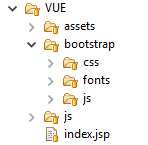 VUE
assets
bootstrap
css
fonts
js
js
index.jsp